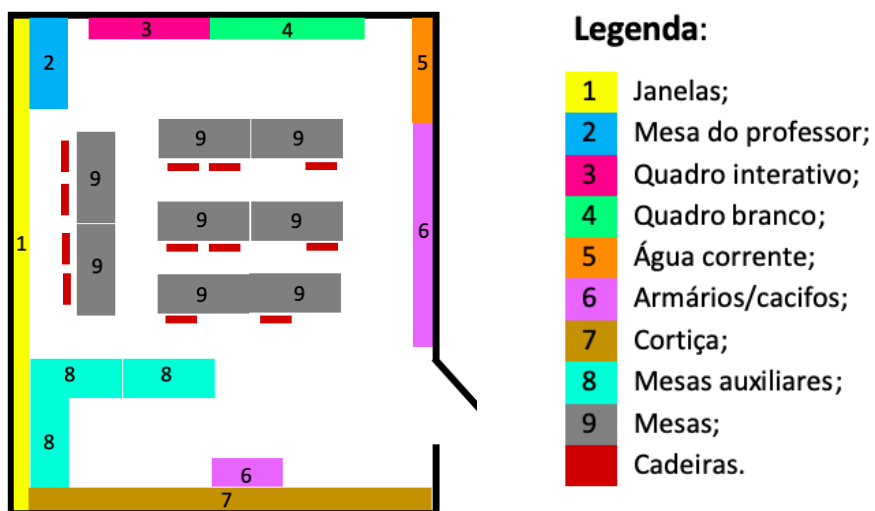 3
4
2
5
9
9
9
9
9
6
1
9
9
9
8
8
8
6
7
Legenda:
1 Janelas;
2 Mesa do professor;
3 Quadro interativo;
4 Quadro branco;
5 Água corrente;
6 Armários/cacifos;
7 Cortiça;
8 Mesas auxiliares;
9 Mesas;
Cadeiras.